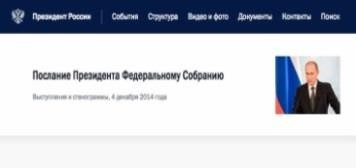 Президент России События Структура Видео и фото Документы Контакты Поиск
Послание Президента Федеральному Собранию
Выступления и стенограммы, 4 декабря 2014 года